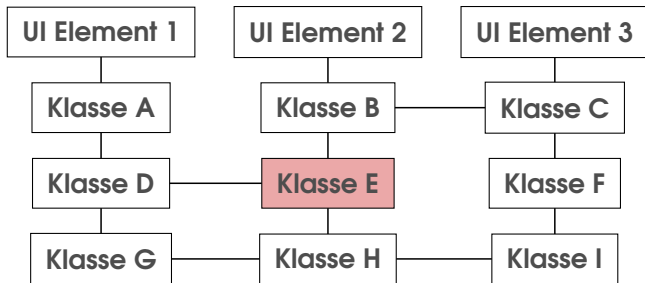 UI Element 1
UI Element 2
UI Element 3
Klasse A
Klasse B
Klasse C
Klasse D
Klasse E
Klasse F
Klasse G
Klasse H
Klasse I